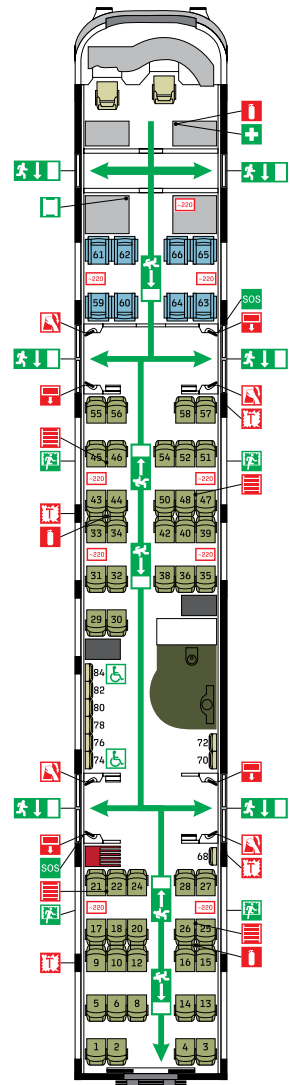 ~220
61 62 66 65
~220 ~220
59 60 64 63
SOS
55 56 58 57
T
45 46 54 52 51
~220 ~220
43 44 50 48 47
T
33 34 42 40 39
~220 ~220
31 32 38 36 35
29 30
84
82
80
78
76 72
74 70
68
SOS
T
21 22 24 28 27
~220 ~220
17 18 20 26 25
9 10 12 16 15
T
5 6 8 14 13
1 2 4 3